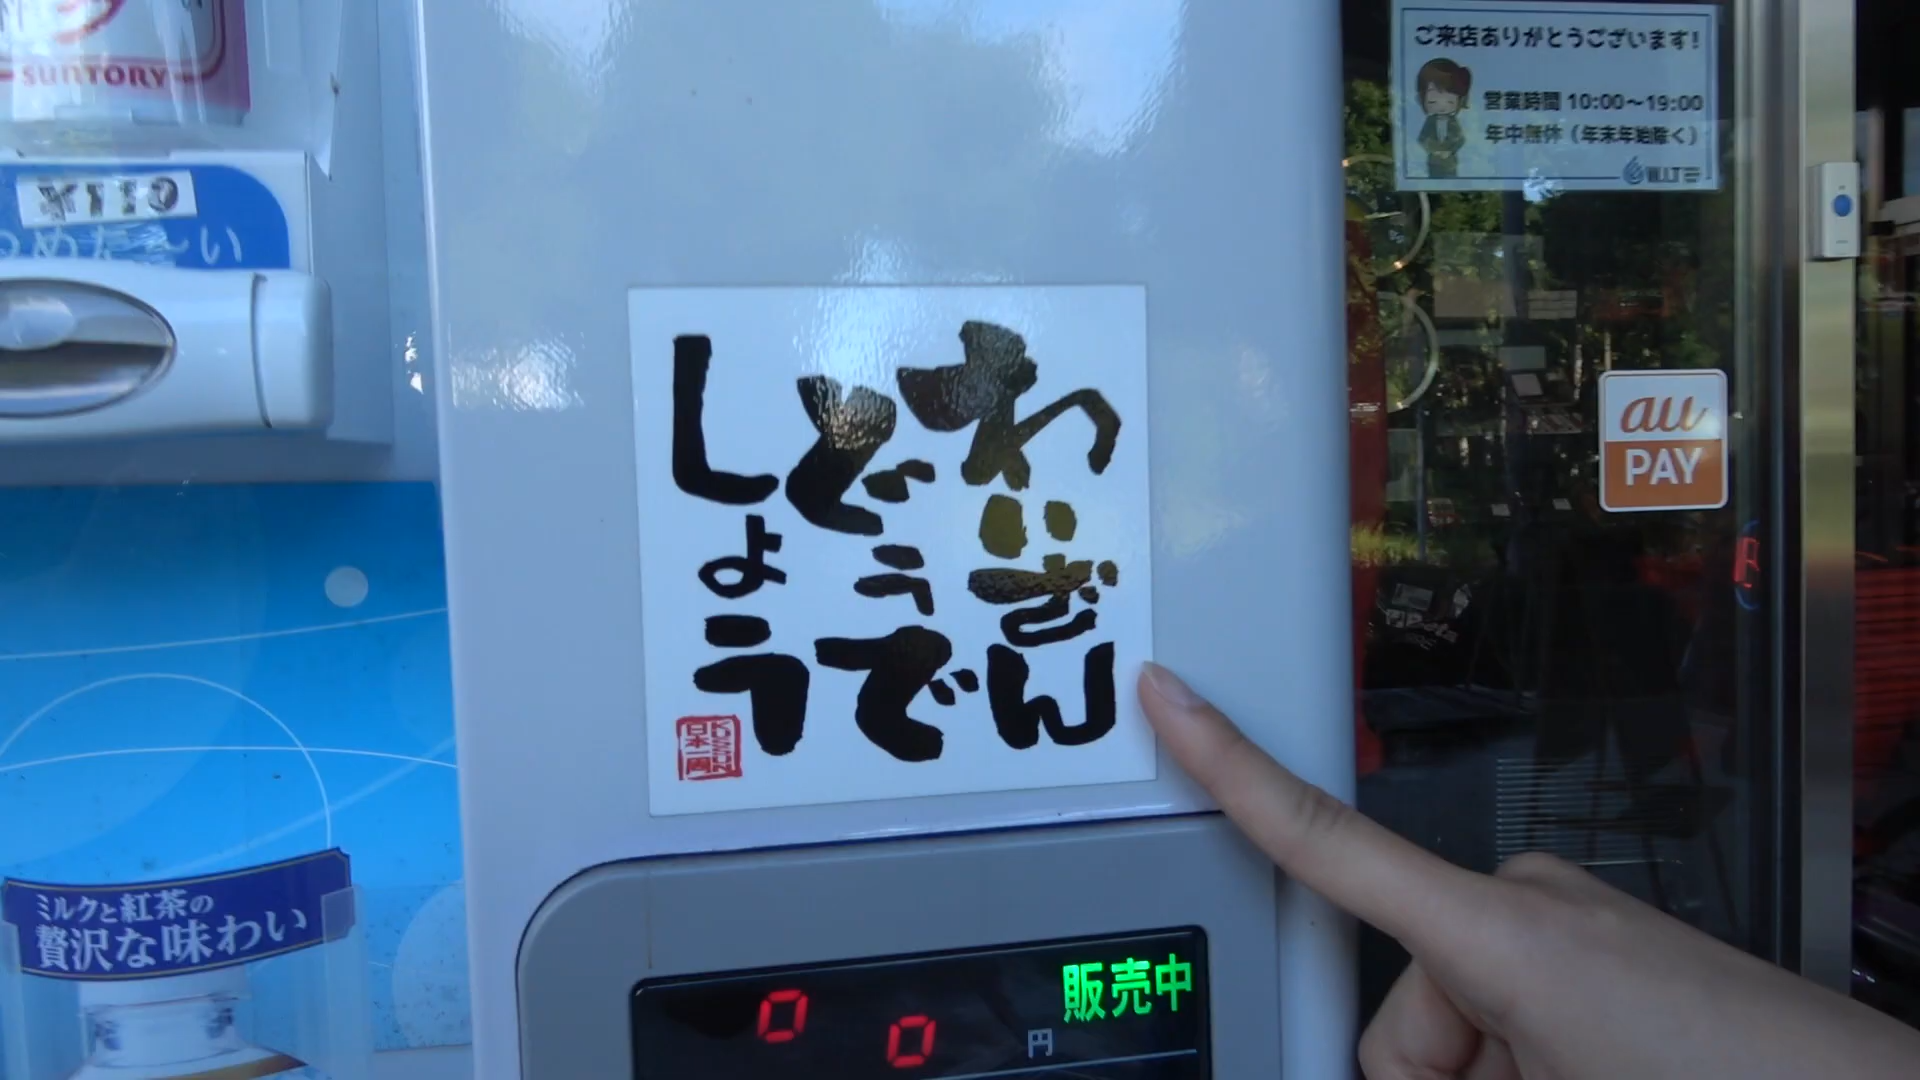 SUNTORY
¥110
つめた〜い
わいざん
どぅでん
しょう
日本一周
ミルクと紅茶の
贅沢な味わい
0 0 円
販売中
ご来店ありがとうございます!
営業時間 10:00〜19:00
年中無休(年末年始除く)
au
PAY